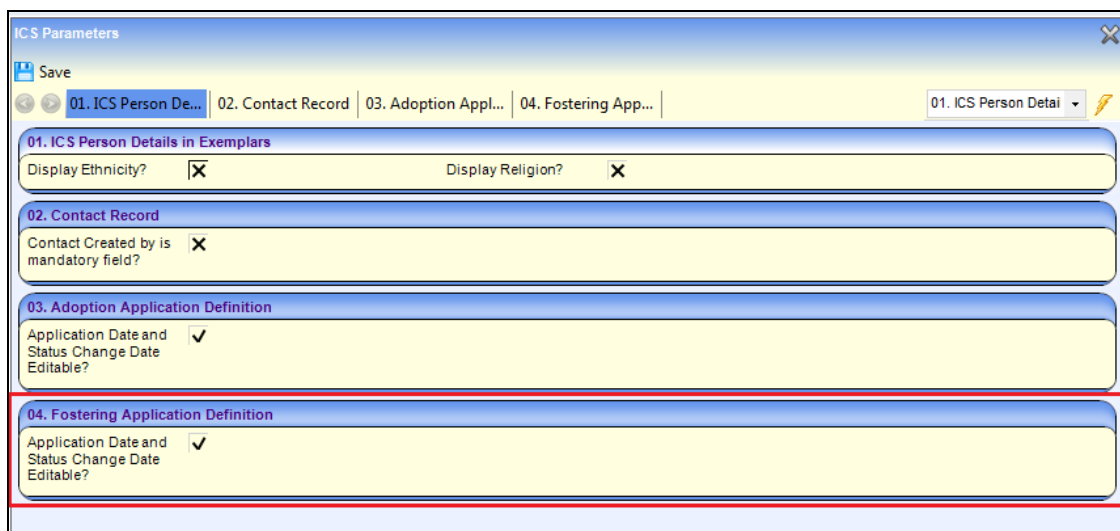 ICS Parameters
Save
01. ICS Person De... 02. Contact Record 03. Adoption Appl... 04. Fostering App... 01. ICS Person Detai
01. ICS Person Details in Exemplars
Display Ethnicity? Display Religion?
02. Contact Record
Contact Created by is
mandatory field?
03. Adoption Application Definition
Application Date and
Status Change Date
Editable?
04. Fostering Application Definition
Application Date and
Status Change Date
Editable?